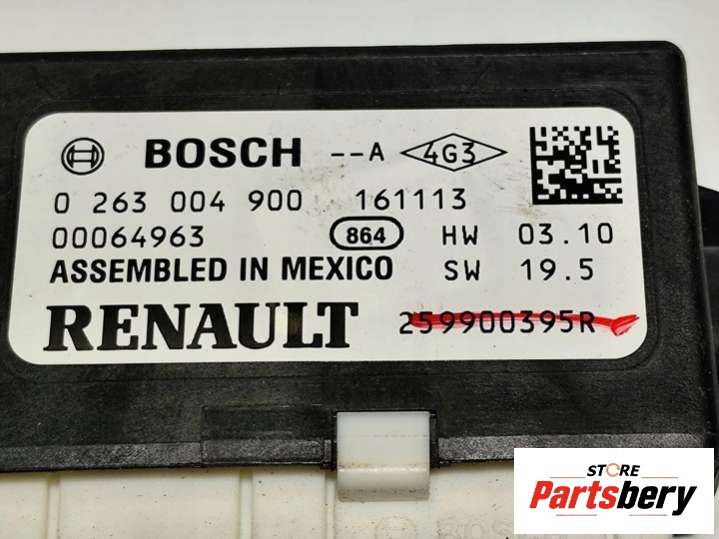 BOSCH --A 4G3
0 263 004 900 161113
00064963 864 HW 03.10
ASSEMBLED IN MEXICO SW 19.5
RENAULT 259900395R
BOSCH
STORE
Partsbery